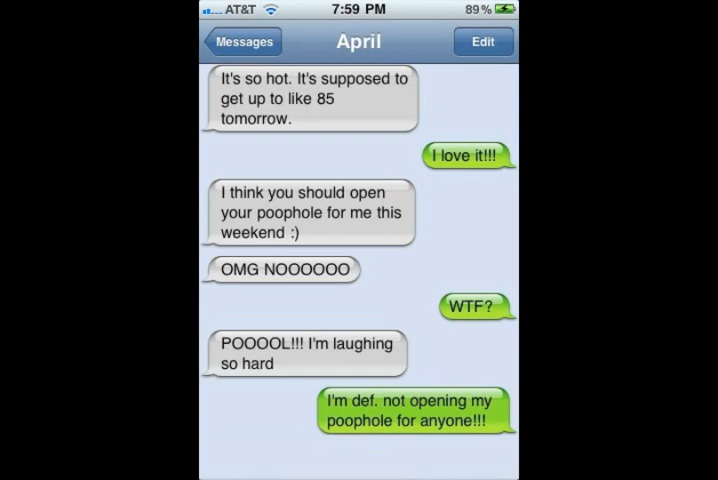 AT&T 7:59 PM 89%
Messages April Edit
It's so hot. It's supposed to
get up to like 85
tomorrow.
I love it!!!
I think you should open
your poophole for me this
weekend :)
OMG NOOOOOO
WTF?
POOOOL!!! I'm laughing
so hard
I'm def. not opening my
poophole for anyone!!!